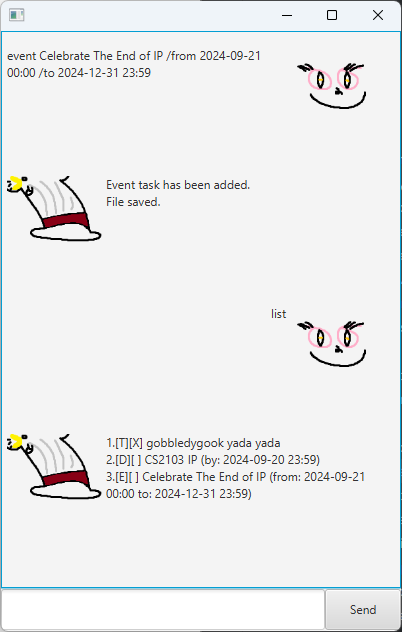 event Celebrate The End of IP /from 2024-09-21
00:00 /to 2024-12-31 23:59
Event task has been added.
File saved.
list
1.[T][X] gobbledygook yada yada
2.[D][ ] CS2103 IP (by: 2024-09-20 23:59)
3.[E][ ] Celebrate The End of IP (from: 2024-09-21
00:00 to: 2024-12-31 23:59)
Send